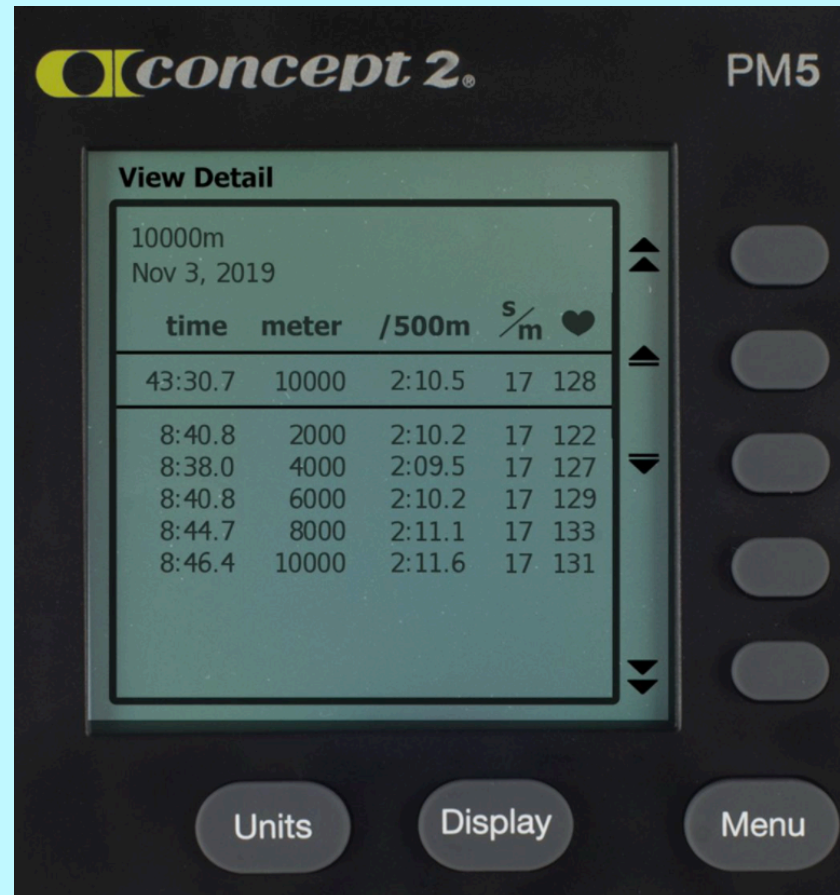 concept 2® PM5
View Detail
10000m
Nov 3, 2019
time meter /500m s/m
43:30.7 10000 2:10.5 17 128
8:40.8 2000 2:10.2 17 122
8:38.0 4000 2:09.5 17 127
8:40.8 6000 2:10.2 17 129
8:44.7 8000 2:11.1 17 133
8:46.4 10000 2:11.6 17 131
Units Display Menu